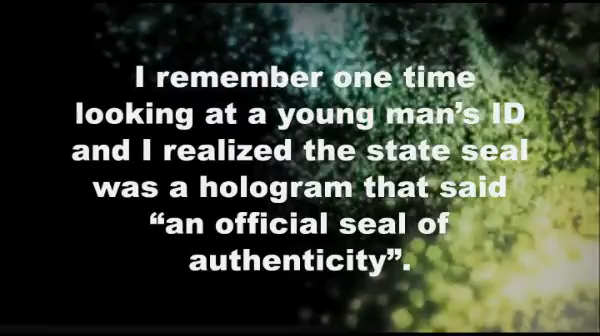 I remember one time
looking at a young man’s ID
and I realized the state seal
was a hologram that said
“an official seal of
authenticity”.